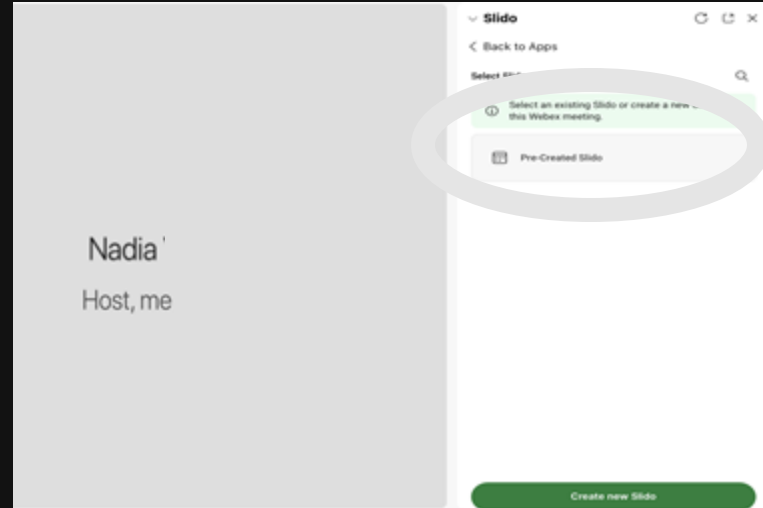 Slido
Back to Apps
Select
Select an existing Slido or create a new
this Webex meeting.
Pre-Created Slido
Nadia
Host, me
Create new Slido